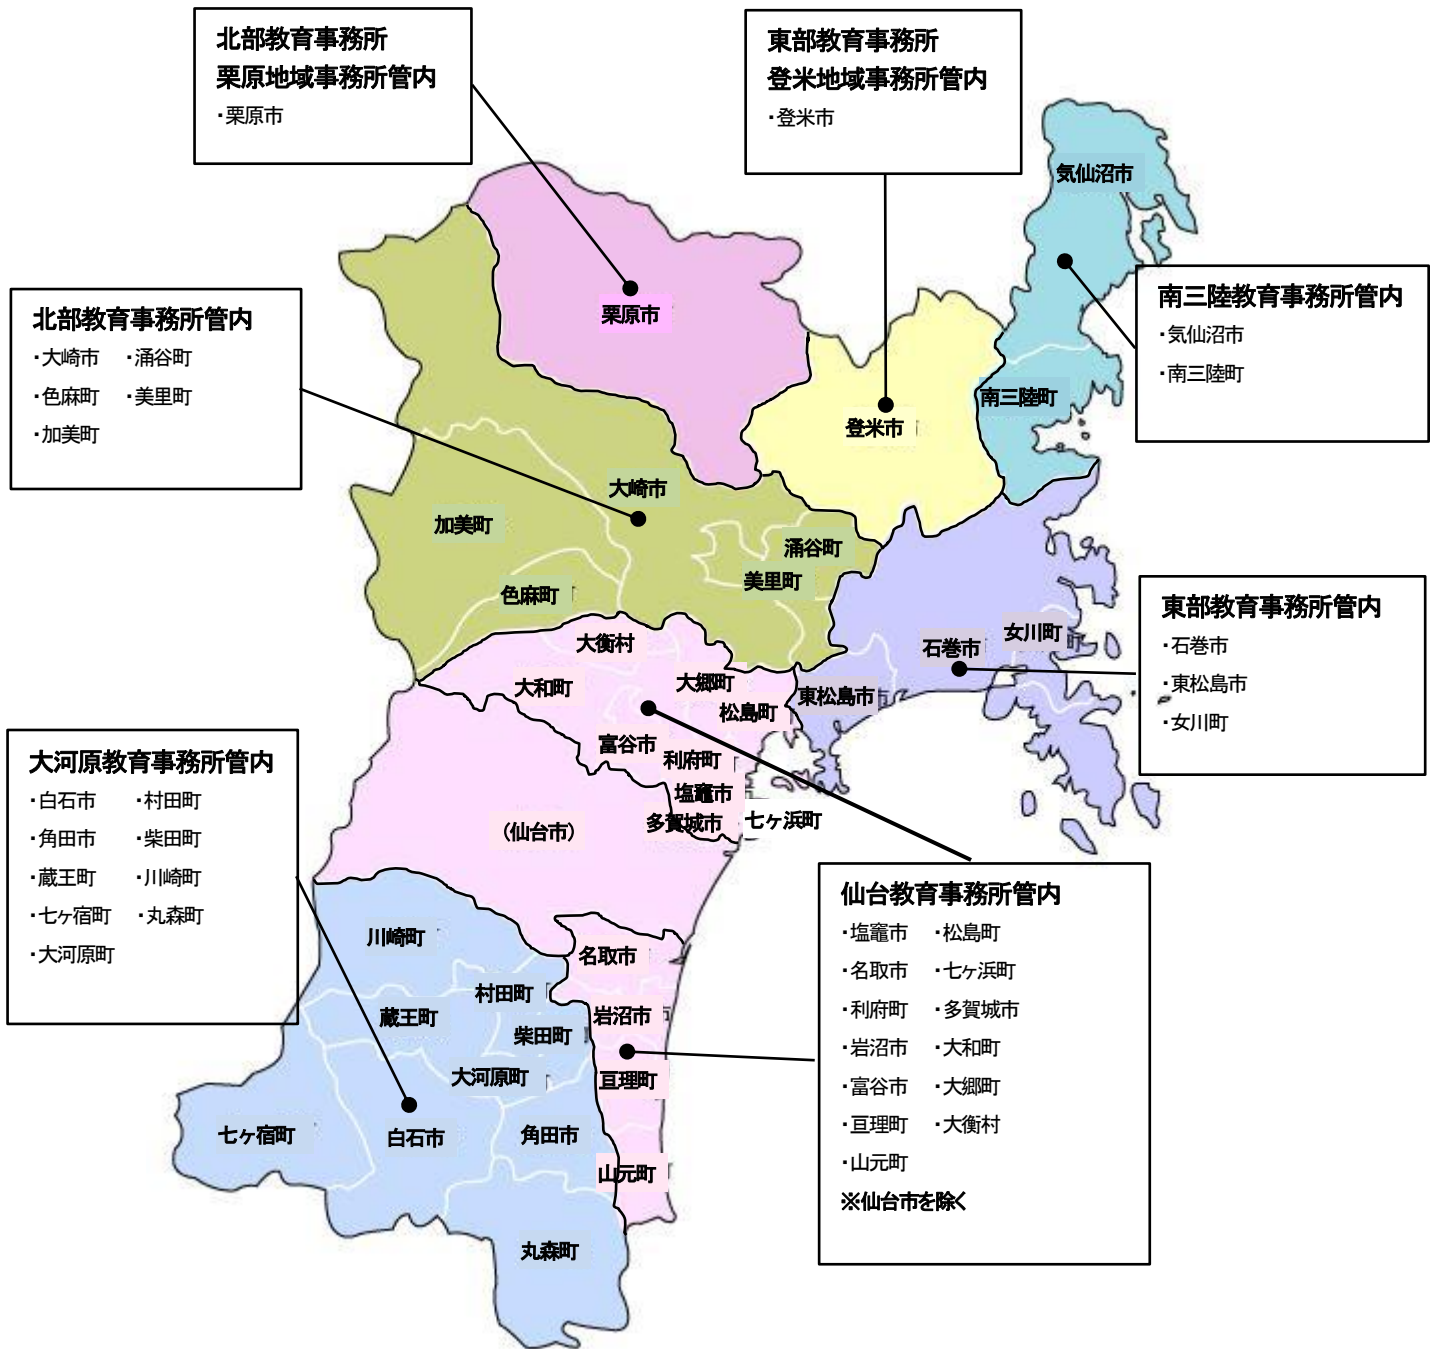 北部教育事務所
栗原地域事務所管内
・栗原市
東部教育事務所
登米地域事務所管内
・登米市
気仙沼市
南三陸教育事務所管内
・気仙沼市
・南三陸町
栗原市
北部教育事務所管内
・大崎市 ・涌谷町
・色麻町 ・美里町
・加美町
南三陸町
登米市
大崎市
加美町
涌谷町
美里町
色麻町
東部教育事務所管内
・石巻市
・東松島市
・女川町
女川町
石巻市
大衡村
大郷町
大和町
東松島市
松島町
富谷市
利府町
塩竈市
七ヶ浜町
多賀城市
(仙台市)
大河原教育事務所管内
・白石市 ・村田町
・角田市 ・柴田町
・蔵王町 ・川崎町
・七ヶ宿町 ・丸森町
・大河原町
仙台教育事務所管内
・塩竈市 ・松島町
・名取市 ・七ヶ浜町
・利府町 ・多賀城市
・岩沼市 ・大和町
・富谷市 ・大郷町
・亘理町 ・大衡村
・山元町
※仙台市を除く
川崎町
名取市
村田町
蔵王町
岩沼市
柴田町
大河原町
亘理町
七ヶ宿町
白石市
角田市
山元町
丸森町